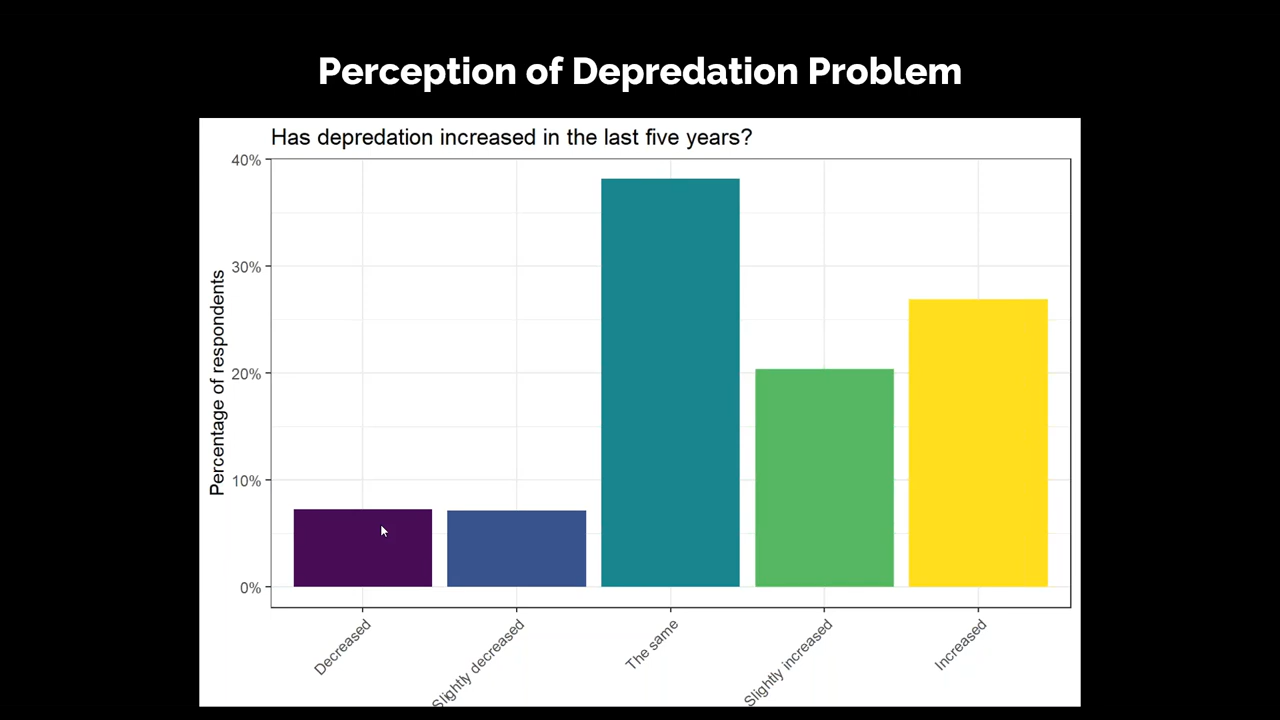 Perception of Depredation Problem
Has depredation increased in the last five years?
40%
30%
20%
10%
0%
Percentage of respondents
Decreased
Slightly decreased
The same
Slightly increased
Increased